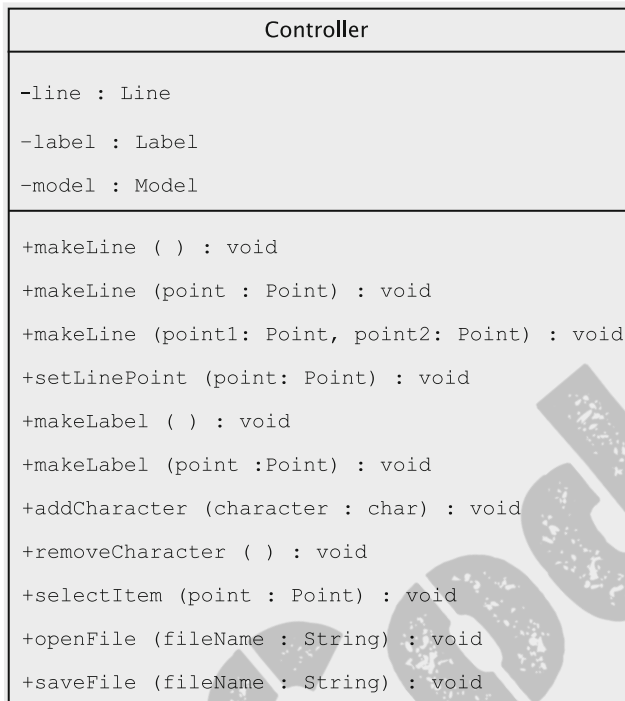 Controller
-line : Line
-label : Label
-model : Model
+makeLine ( ) : void
+makeLine (point : Point) : void
+makeLine (point1: Point, point2: Point) : void
+setLinePoint (point: Point) : void
+makeLabel ( ) : void
+makeLabel (point :Point) : void
+addCharacter (character : char) : void
+removeCharacter ( ) : void
+selectItem (point : Point) : void
+openFile (fileName : String) : void
+saveFile (fileName : String) : void